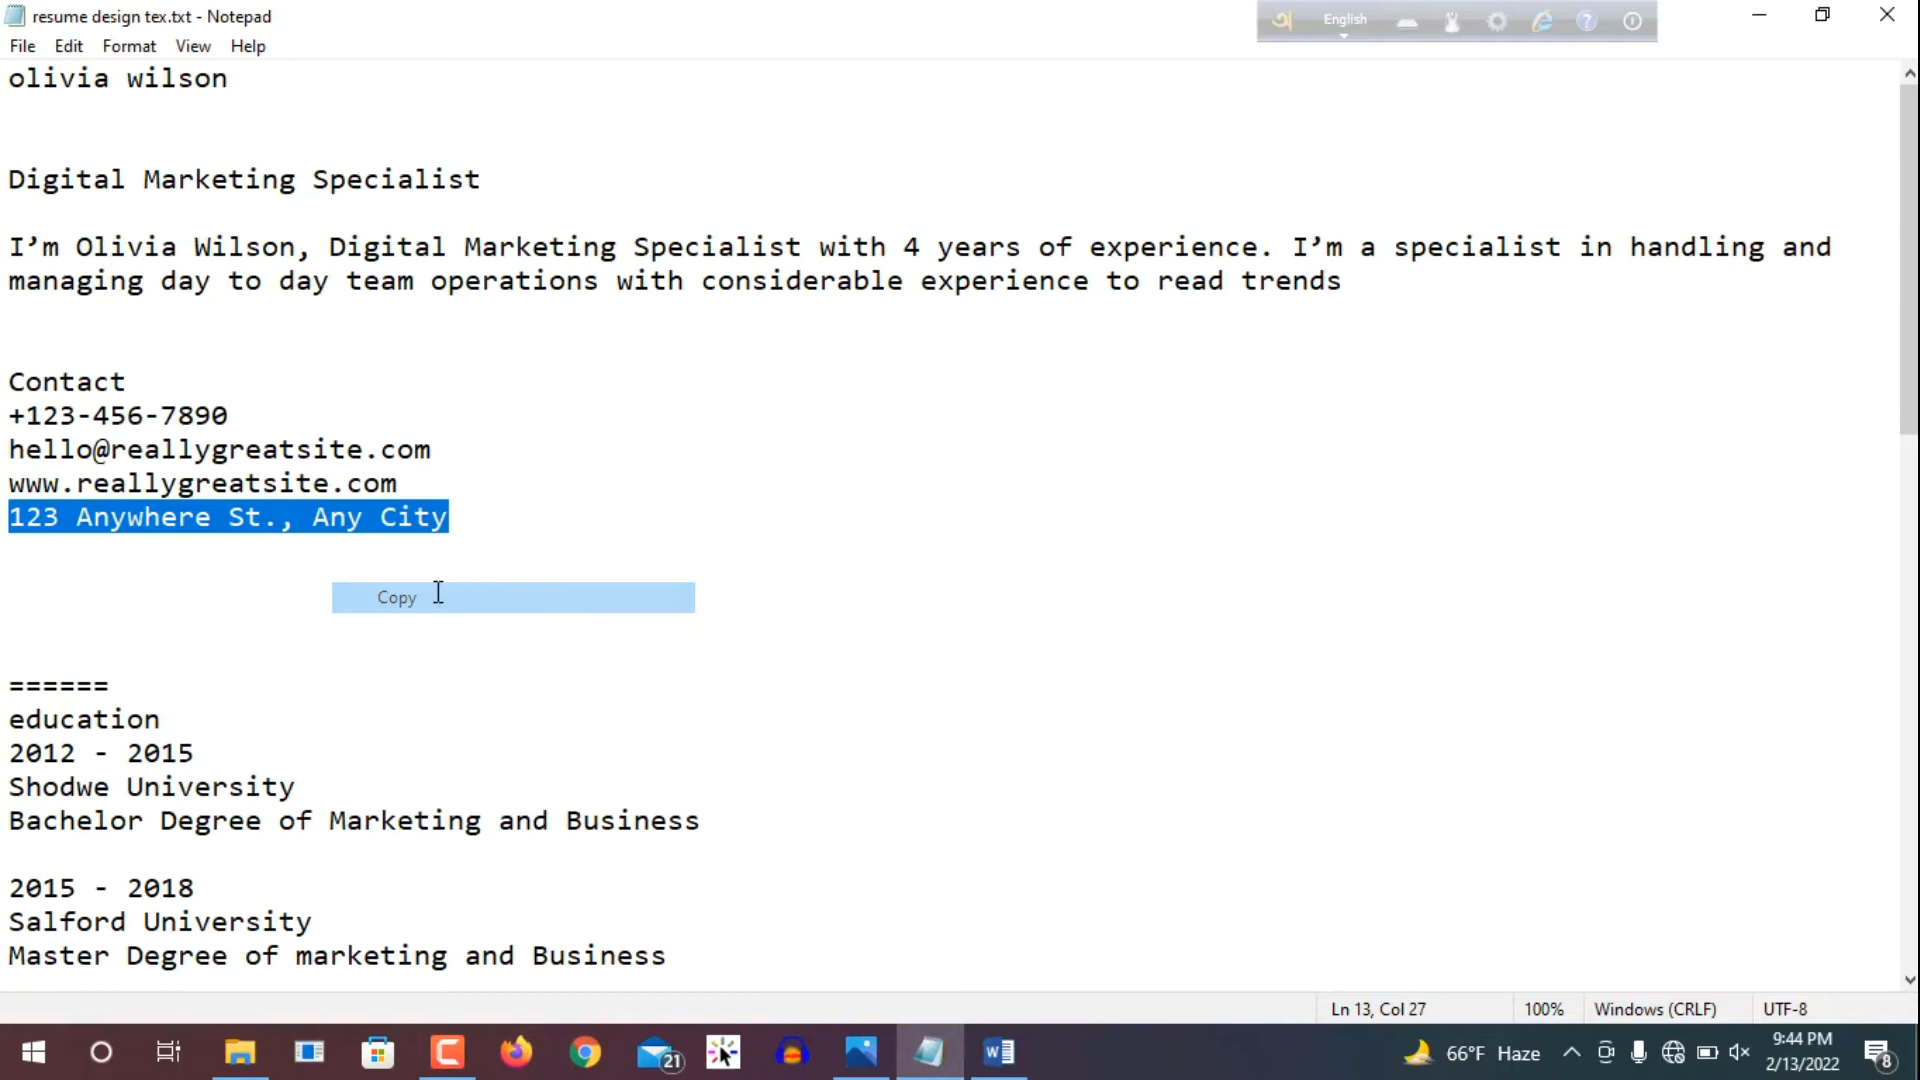 resume design tex.txt - Notepad
অ English
File Edit Format View Help
olivia wilson
Digital Marketing Specialist
I’m Olivia Wilson, Digital Marketing Specialist with 4 years of experience. I’m a specialist in handling and
managing day to day team operations with considerable experience to read trends
Contact
+123-456-7890
hello@reallygreatsite.com
www.reallygreatsite.com
123 Anywhere St., Any City
Copy
======
education
2012 - 2015
Shodwe University
Bachelor Degree of Marketing and Business
2015 - 2018
Salford University
Master Degree of marketing and Business
Ln 13, Col 27 100% Windows (CRLF) UTF-8
21 66°F Haze 9:44 PM 8
2/13/2022